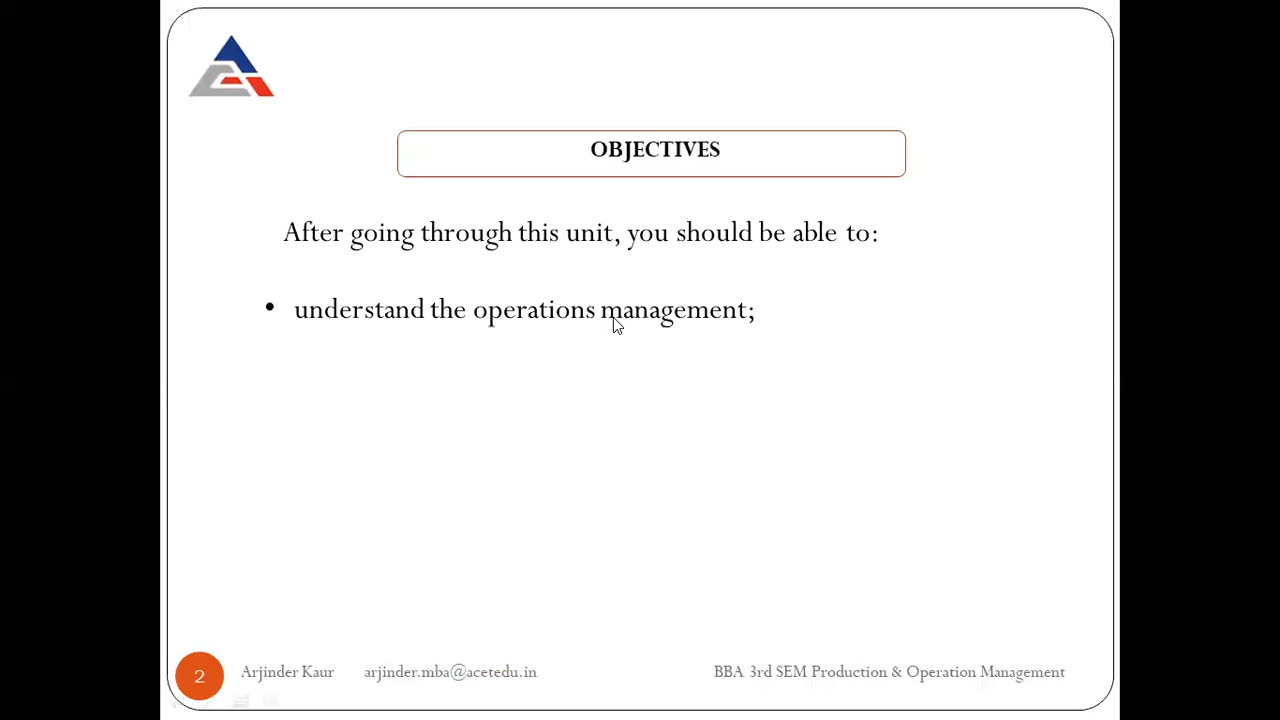 OBJECTIVES
After going through this unit, you should be able to:
• understand the operations management;
2 Arjinder Kaur arjinder.mba@acetedu.in BBA 3rd SEM Production & Operation Management